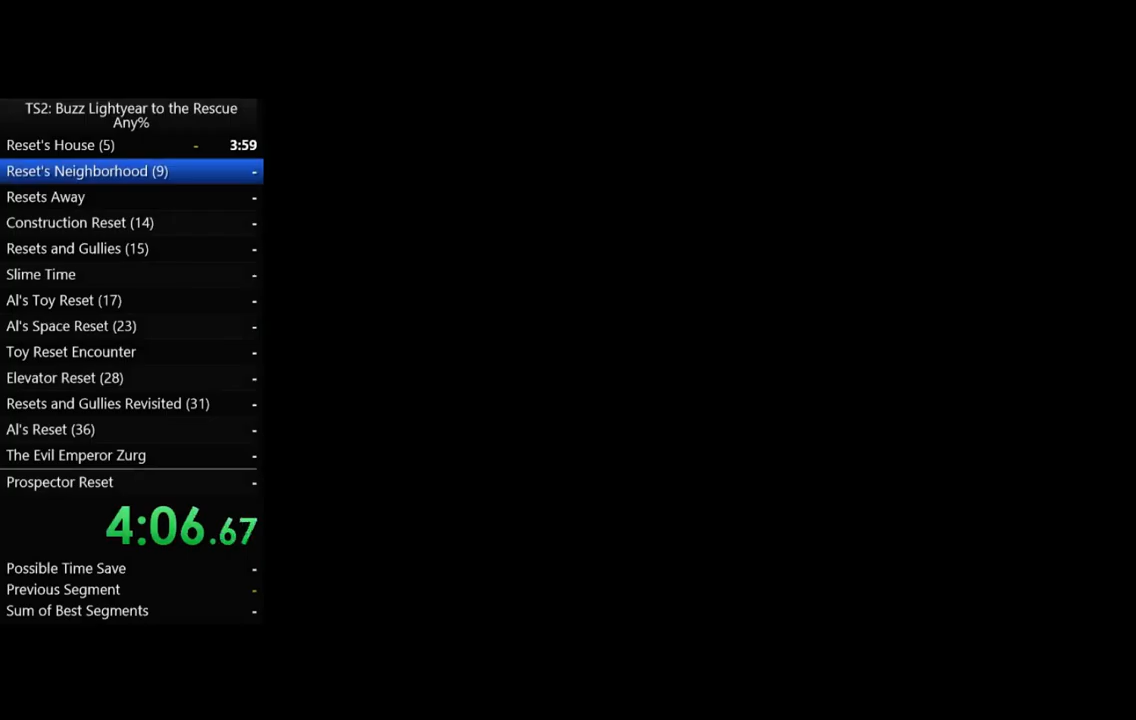 TS2: Buzz Lightyear to the Rescue
Any%
Reset's House (5) - 3:59
Reset's Neighborhood (9) -
Resets Away -
Construction Reset (14) -
Resets and Gullies (15) -
Slime Time -
Al's Toy Reset (17) -
Al's Space Reset (23) -
Toy Reset Encounter -
Elevator Reset (28) -
Resets and Gullies Revisited (31) -
Al's Reset (36) -
The Evil Emperor Zurg -
Prospector Reset -
4:06.67
Possible Time Save -
Previous Segment -
Sum of Best Segments -